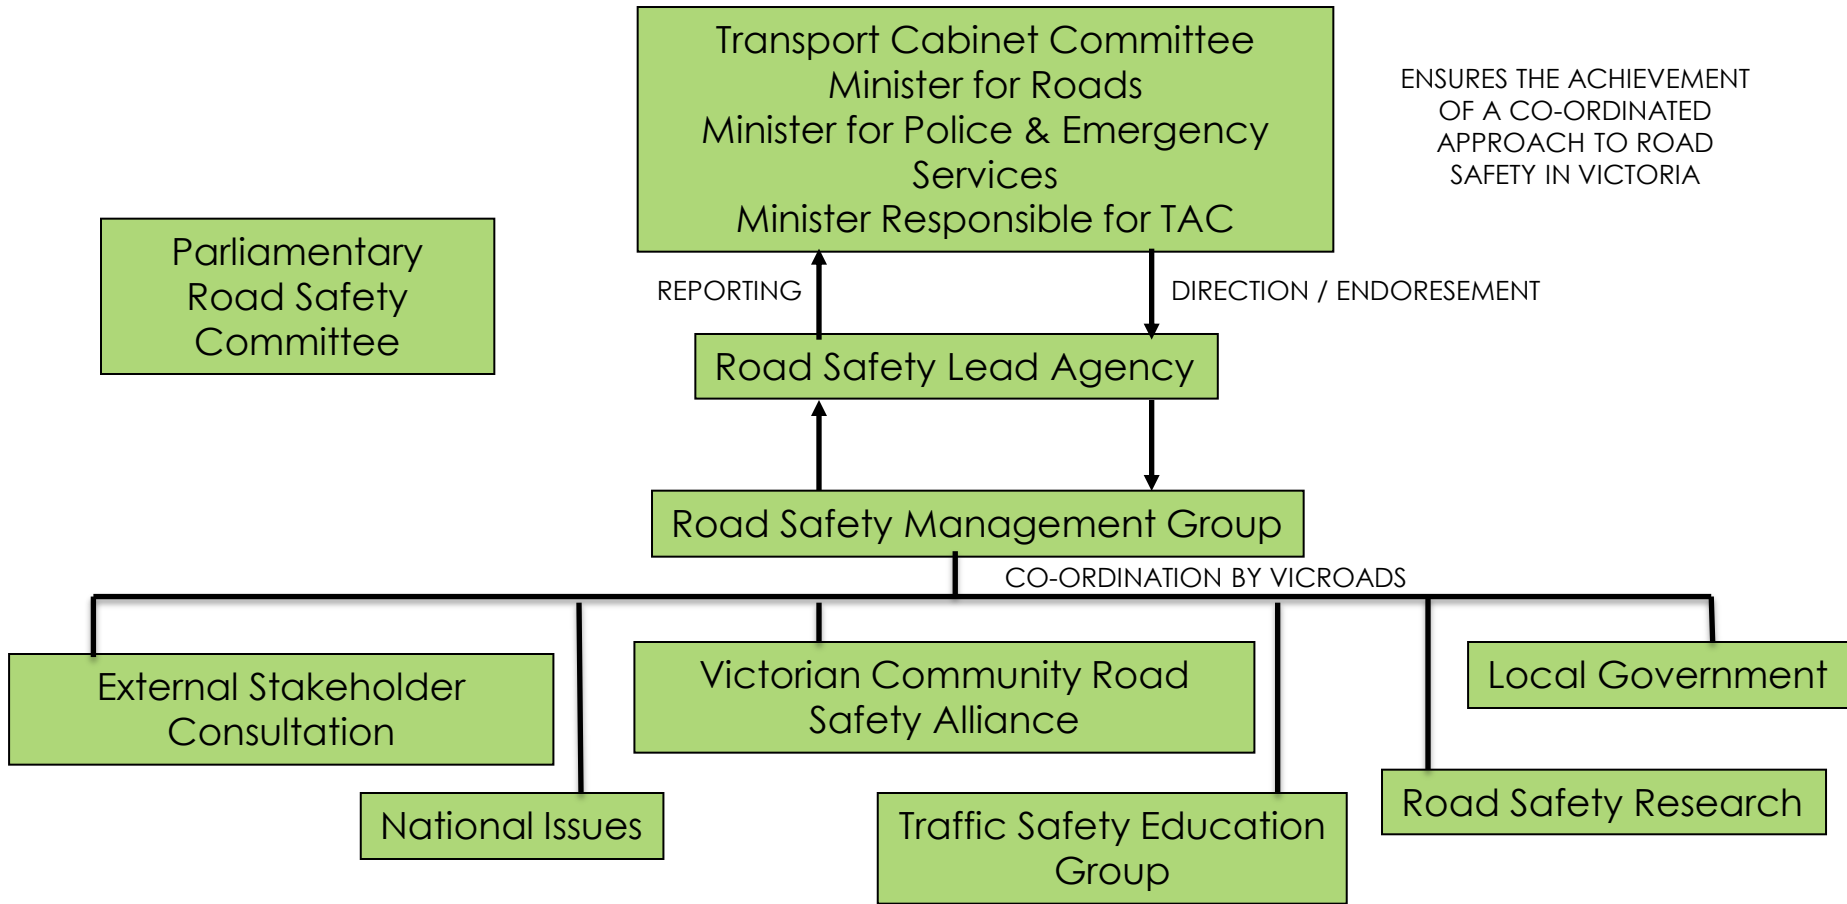 Transport Cabinet Committee
Minister for Roads
Minister for Police & Emergency
Services
Minister Responsible for TAC
ENSURES THE ACHIEVEMENT
OF A CO-ORDINATED
APPROACH TO ROAD
SAFETY IN VICTORIA
Parliamentary
Road Safety
Committee
REPORTING
DIRECTION / ENDORESEMENT
Road Safety Lead Agency
Road Safety Management Group
CO-ORDINATION BY VICROADS
External Stakeholder
Consultation
Victorian Community Road
Safety Alliance
Local Government
National Issues
Traffic Safety Education
Group
Road Safety Research